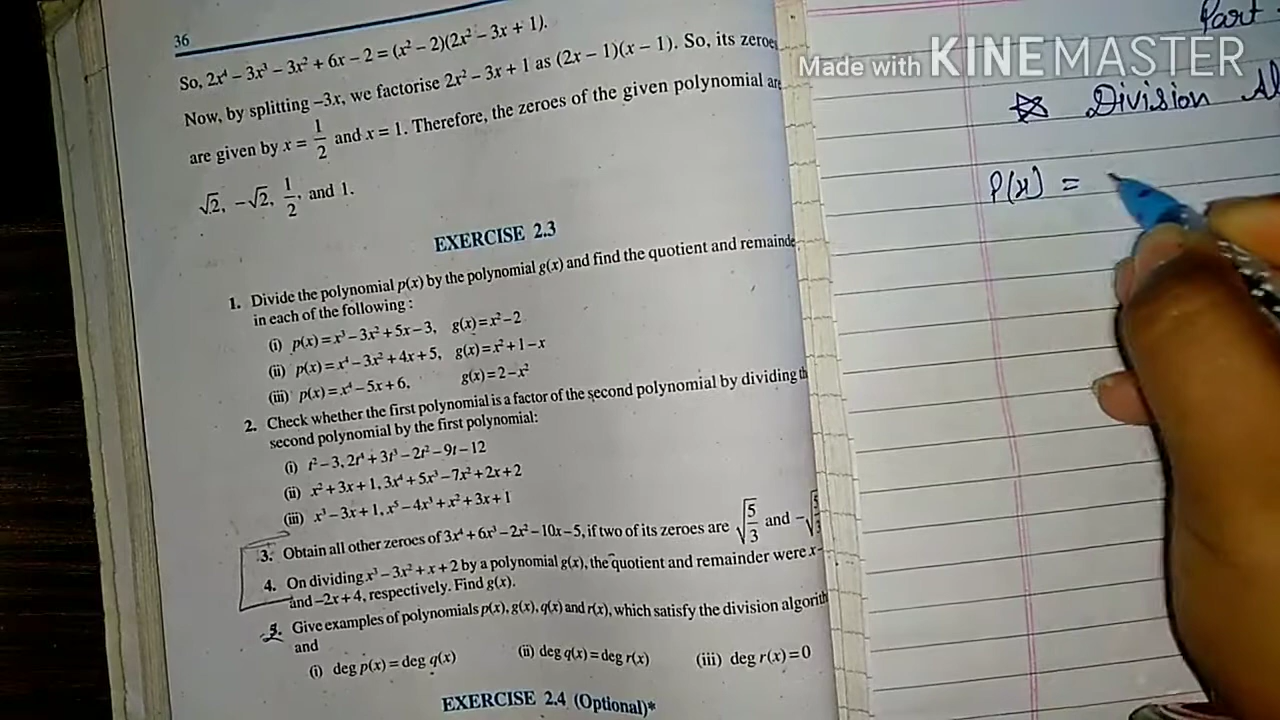 36
So, 2x⁴ – 3x³ – 3x² + 6x – 2 = (x² – 2)(2x² – 3x + 1).
Now, by splitting –3x, we factorise 2x² – 3x + 1 as (2x – 1)(x – 1). So, its zeroe
are given by x = 1/2 and x = 1. Therefore, the zeroes of the given polynomial are
√2, –√2, 1/2, and 1.
EXERCISE 2.3
1. Divide the polynomial p(x) by the polynomial g(x) and find the quotient and remainde
in each of the following :
(i) p(x) = x³ – 3x² + 5x – 3, g(x) = x² – 2
(ii) p(x) = x⁴ – 3x² + 4x + 5, g(x) = x² + 1 – x
(iii) p(x) = x⁴ – 5x + 6, g(x) = 2 – x²
2. Check whether the first polynomial is a factor of the second polynomial by dividing th
second polynomial by the first polynomial:
(i) t² – 3, 2t⁴ + 3t³ – 2t² – 9t – 12
(ii) x² + 3x + 1, 3x⁴ + 5x³ – 7x² + 2x + 2
(iii) x³ – 3x + 1, x⁵ – 4x³ + x² + 3x + 1
3. Obtain all other zeroes of 3x⁴ + 6x³ – 2x² – 10x – 5, if two of its zeroes are √5/3 and –√5/3
4. On dividing x³ – 3x² + x + 2 by a polynomial g(x), the quotient and remainder were x –
and –2x + 4, respectively. Find g(x).
5. Give examples of polynomials p(x), g(x), q(x) and r(x), which satisfy the division algorith
and
(i) deg p(x) = deg q(x) (ii) deg q(x) = deg r(x) (iii) deg r(x) = 0
EXERCISE 2.4 (Optional)*
Part
Made with KINEMASTER
☆ Division Al
P(x) =